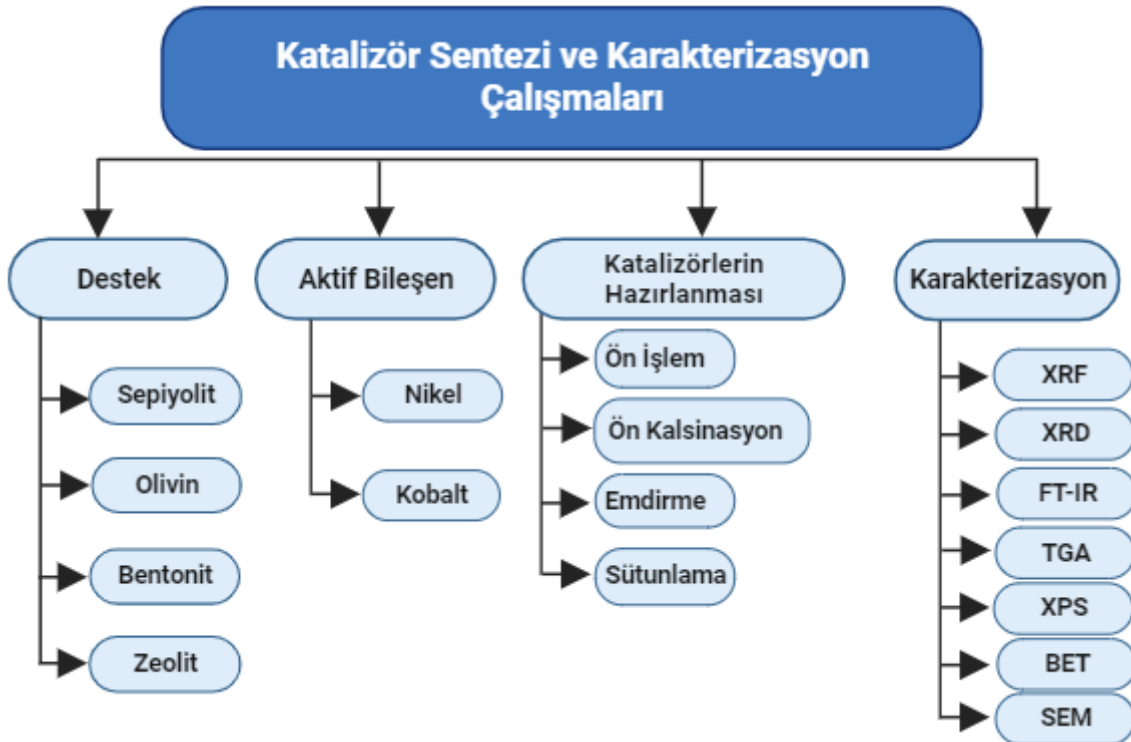 Katalizör Sentezi ve Karakterizasyon
Çalışmaları
Destek
Sepiyolit
Olivin
Bentonit
Zeolit
Aktif Bileşen
Nikel
Kobalt
Katalizörlerin
Hazırlanması
Ön İşlem
Ön Kalsinasyon
Emdirme
Sütunlama
Karakterizasyon
XRF
XRD
FT-IR
TGA
XPS
BET
SEM